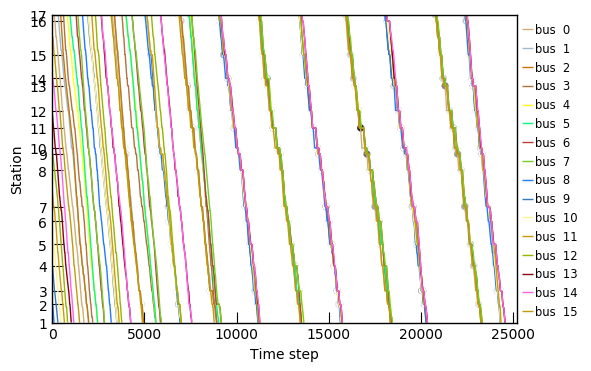 17
16
15
14
13
12
11
10
9
8
7
6
5
4
3
2
1
Station
0
5000
10000
15000
20000
25000
Time step
bus 0
bus 1
bus 2
bus 3
bus 4
bus 5
bus 6
bus 7
bus 8
bus 9
bus 10
bus 11
bus 12
bus 13
bus 14
bus 15